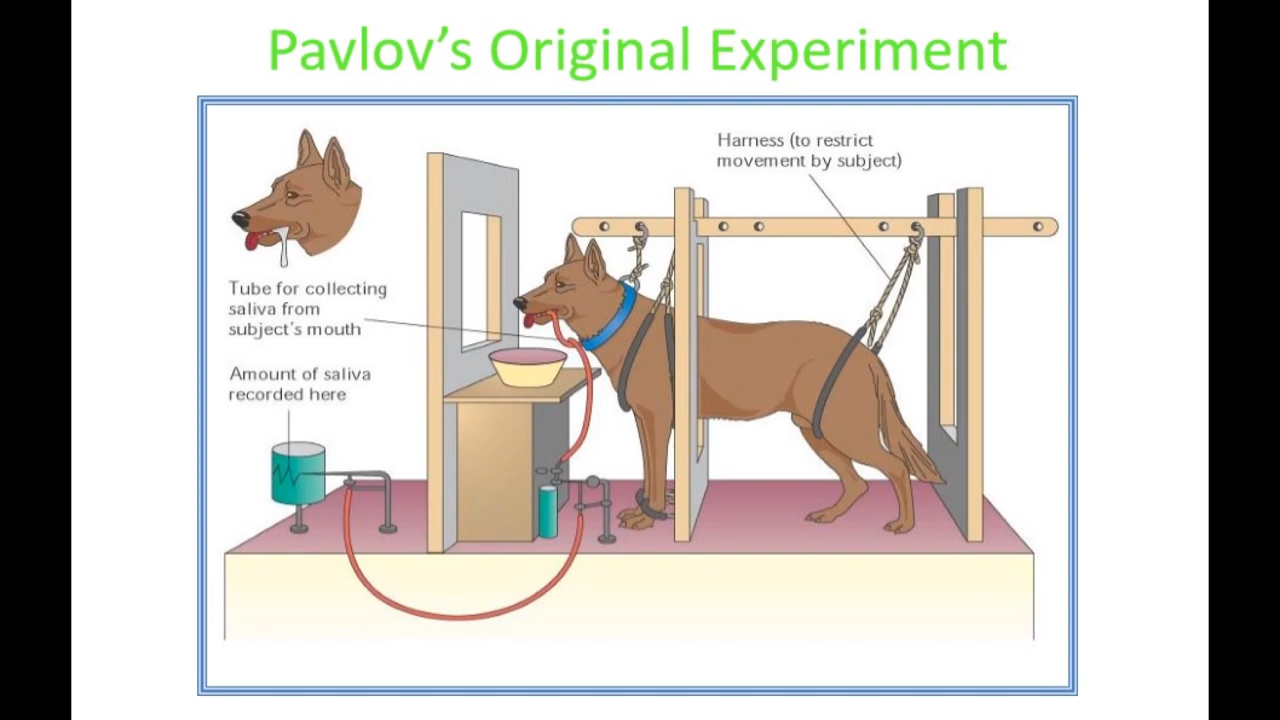 Pavlov’s Original Experiment
Harness (to restrict
movement by subject)
Tube for collecting
saliva from
subject's mouth
Amount of saliva
recorded here